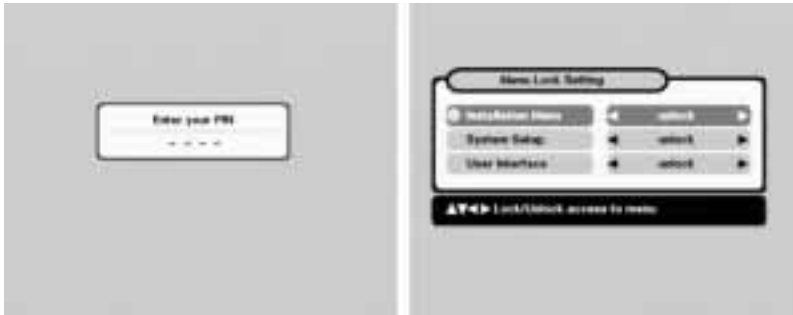 Enter your PIN
- - - -
Menu Lock Setting
Installation Menu ◀ unlock ▶
System Setup ◀ unlock ▶
User Interface ◀ unlock ▶
▲▼◀▶ Lock/Unlock access to menu